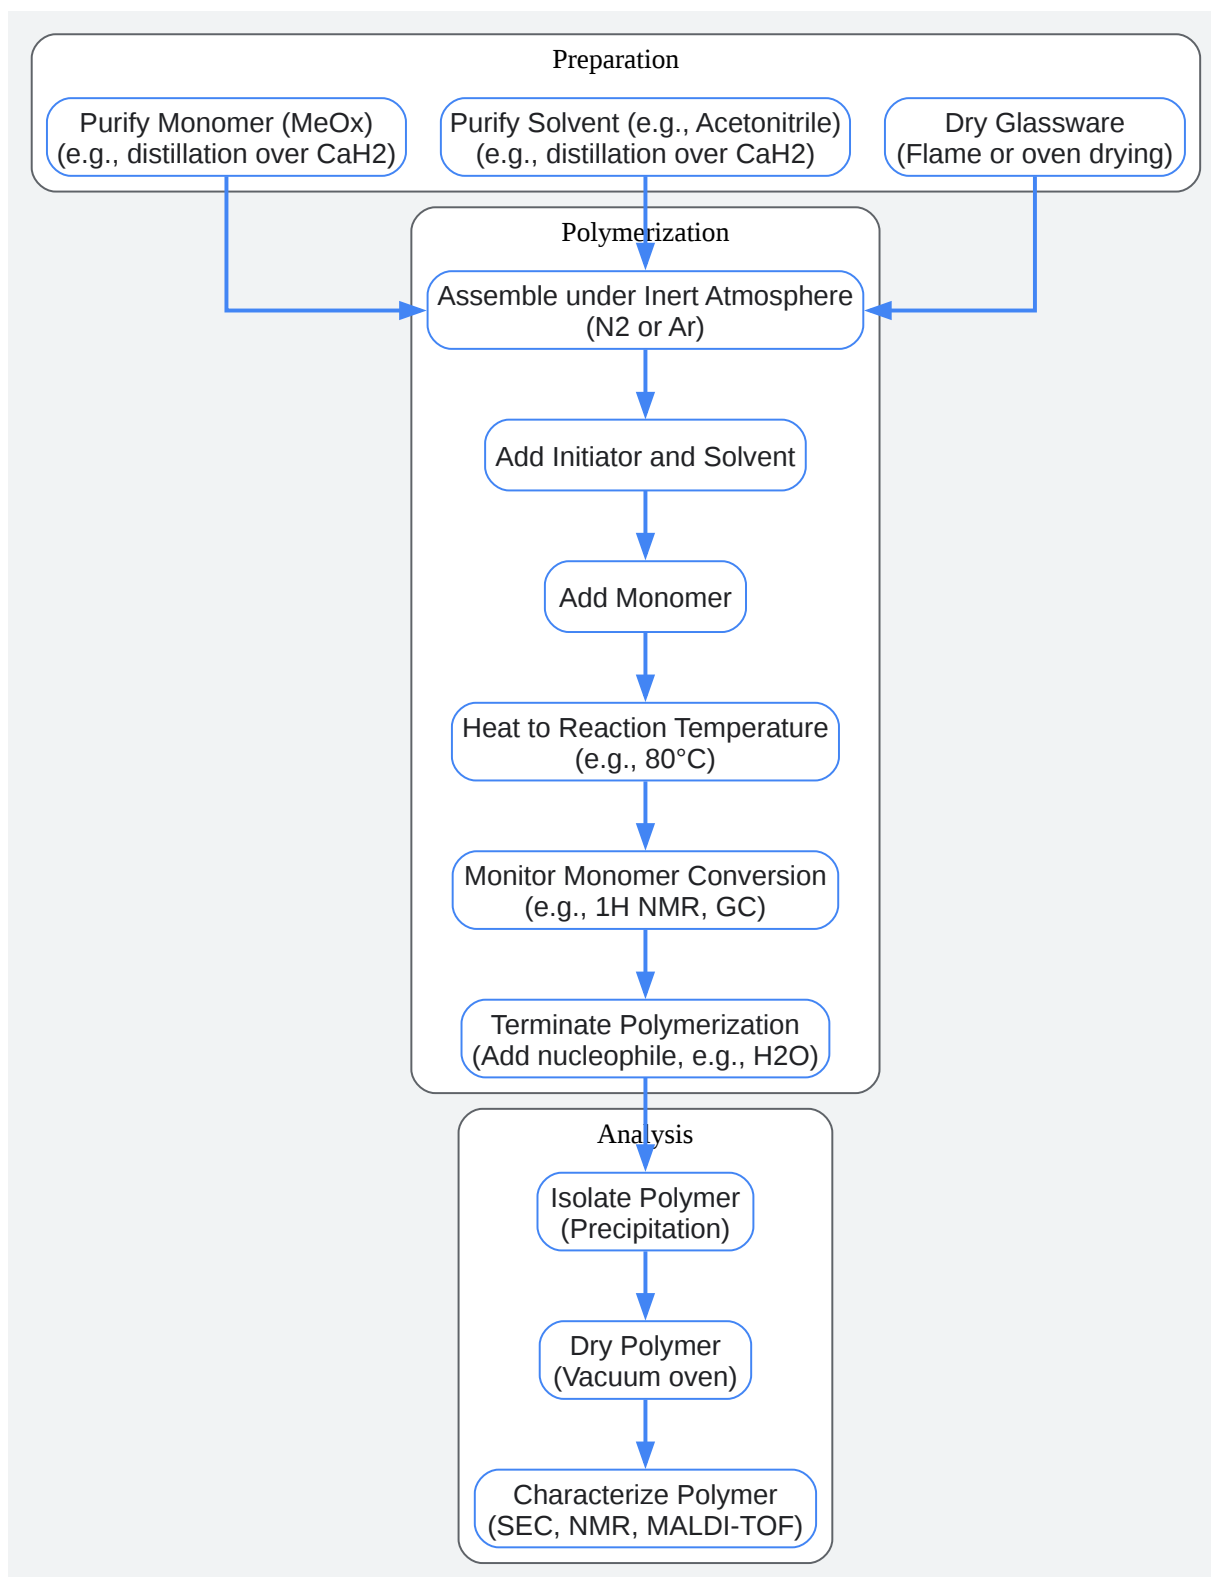 Preparation
Purify Monomer (MeOx)
(e.g., distillation over CaH2)
Purify Solvent (e.g., Acetonitrile)
(e.g., distillation over CaH2)
Dry Glassware
(Flame or oven drying)
Polymerization
Assemble under Inert Atmosphere
(N2 or Ar)
Add Initiator and Solvent
Add Monomer
Heat to Reaction Temperature
(e.g., 80°C)
Monitor Monomer Conversion
(e.g., 1H NMR, GC)
Terminate Polymerization
(Add nucleophile, e.g., H2O)
Analysis
Isolate Polymer
(Precipitation)
Dry Polymer
(Vacuum oven)
Characterize Polymer
(SEC, NMR, MALDI-TOF)